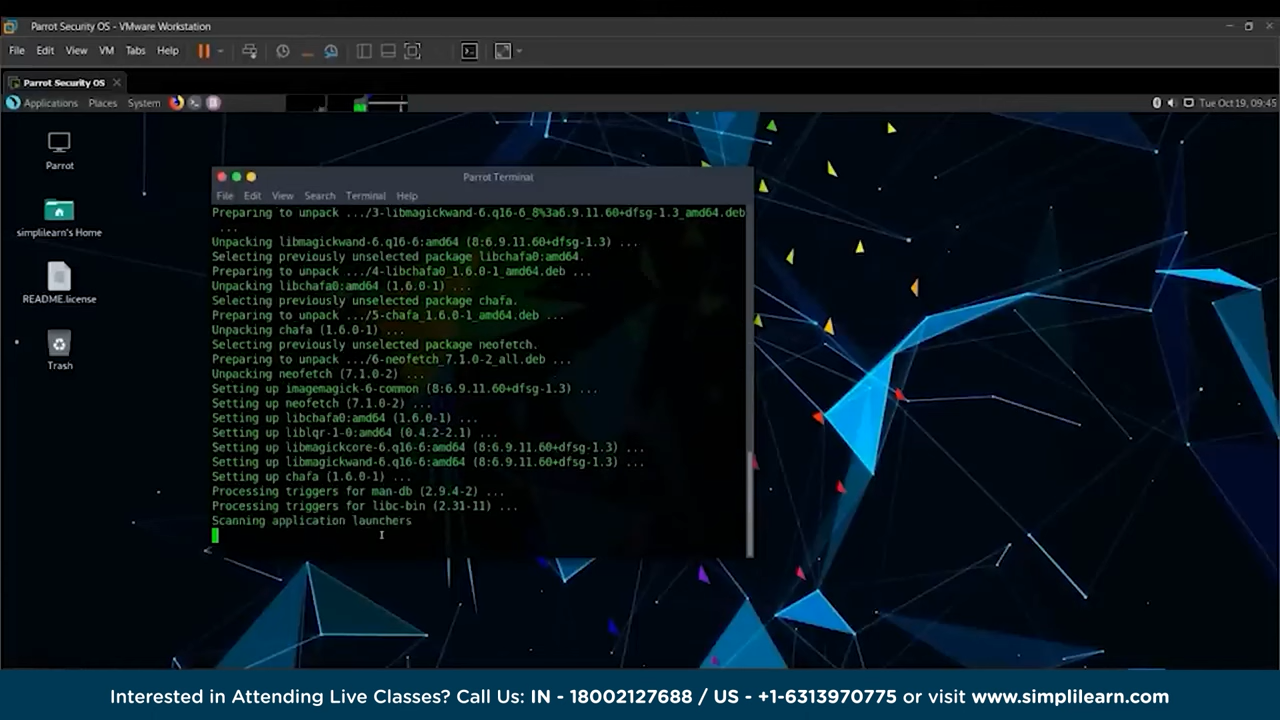 Parrot Security OS - VMware Workstation
File Edit View VM Tabs Help
Parrot Security OS
Applications Places System Tue Oct 19, 09:45
Parrot
simplilearn's Home
README.license
Trash
Parrot Terminal
File Edit View Search Terminal Help
Preparing to unpack .../3-libmagickwand-6.q16-6_8%3a6.9.11.60+dfsg-1.3_amd64.deb
...
Unpacking libmagickwand-6.q16-6:amd64 (8:6.9.11.60+dfsg-1.3) ...
Selecting previously unselected package libchafa0:amd64.
Preparing to unpack .../4-libchafa0_1.6.0-1_amd64.deb ...
Unpacking libchafa0:amd64 (1.6.0-1) ...
Selecting previously unselected package chafa.
Preparing to unpack .../5-chafa_1.6.0-1_amd64.deb ...
Unpacking chafa (1.6.0-1) ...
Selecting previously unselected package neofetch.
Preparing to unpack .../6-neofetch_7.1.0-2_all.deb ...
Unpacking neofetch (7.1.0-2) ...
Setting up imagemagick-6-common (8:6.9.11.60+dfsg-1.3) ...
Setting up neofetch (7.1.0-2) ...
Setting up libchafa0:amd64 (1.6.0-1) ...
Setting up liblqr-1-0:amd64 (0.4.2-2.1) ...
Setting up libmagickcore-6.q16-6:amd64 (8:6.9.11.60+dfsg-1.3) ...
Setting up libmagickwand-6.q16-6:amd64 (8:6.9.11.60+dfsg-1.3) ...
Setting up chafa (1.6.0-1) ...
Processing triggers for man-db (2.9.4-2) ...
Processing triggers for libc-bin (2.31-11) ...
Scanning application launchers
Interested in Attending Live Classes? Call Us: IN - 18002127688 / US - +1-6313970775 or visit www.simplilearn.com